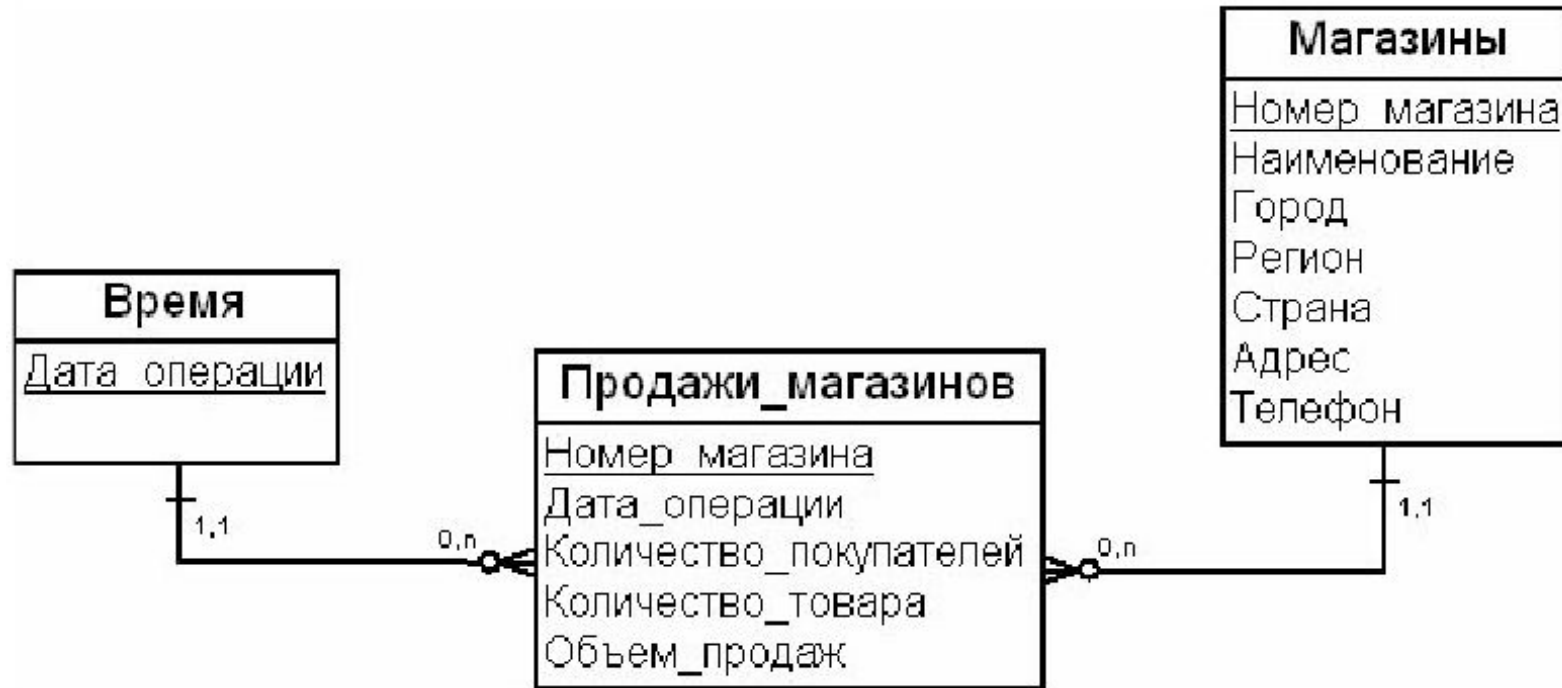 Магазины
Номер_магазина
Наименование
Город
Регион
Страна
Адрес
Телефон
Время
Дата_операции
1,1
0,n
Продажи_магазинов
Номер_магазина
Дата_операции
Количество_покупателей
Количество_товара
Объем_продаж
0,n
1,1